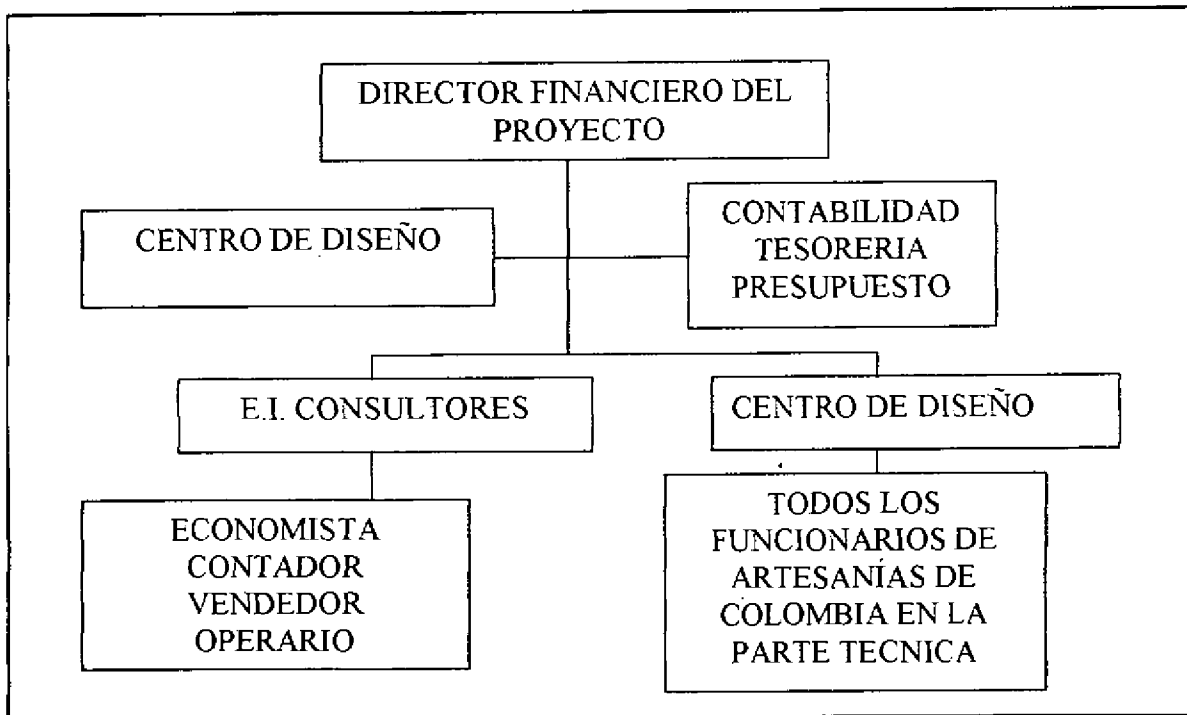 DIRECTOR FINANCIERO DEL
PROYECTO
CENTRO DE DISEÑO
CONTABILIDAD
TESORERIA
PRESUPUESTO
E.I. CONSULTORES
CENTRO DE DISEÑO
ECONOMISTA
CONTADOR
VENDEDOR
OPERARIO
TODOS LOS
FUNCIONARIOS DE
ARTESANÍAS DE
COLOMBIA EN LA
PARTE TECNICA